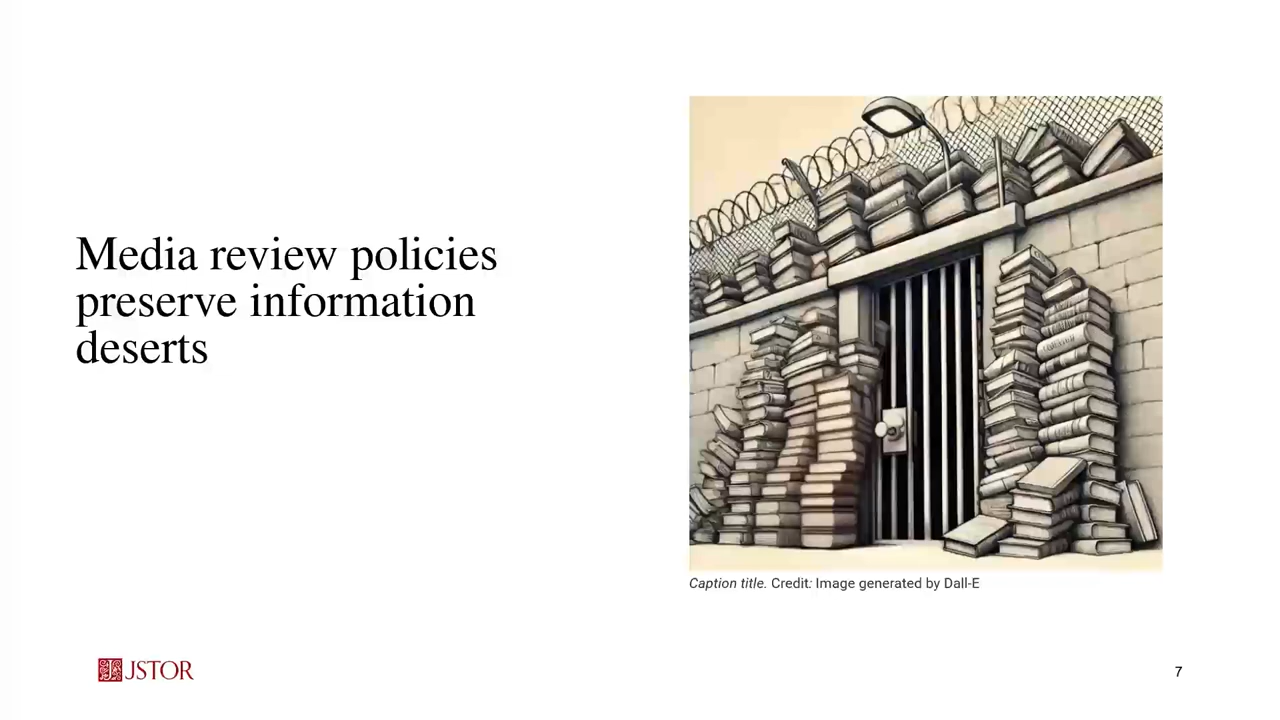 Media review policies
preserve information
deserts
Caption title. Credit: Image generated by Dall-E
JSTOR
7